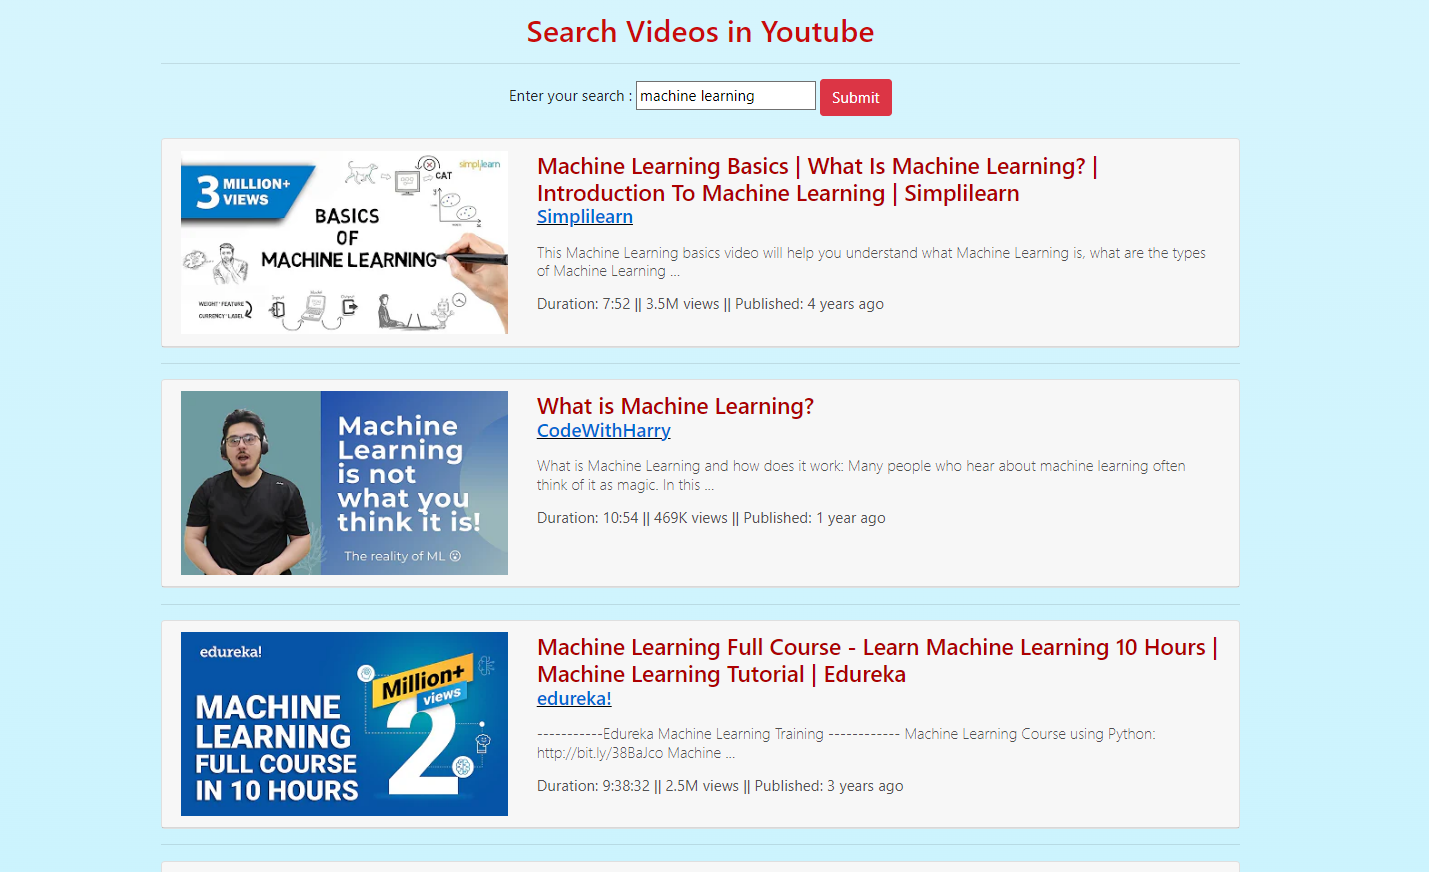 Search Videos in Youtube
Enter your search : machine learning Submit
3 MILLION+
VIEWS
simplilearn
CAT
BASICS
OF
MACHINE LEARNING
WEIGHT = FEATURE
CURRENCY = LABEL
Machine Learning Basics | What Is Machine Learning? |
Introduction To Machine Learning | Simplilearn
Simplilearn
This Machine Learning basics video will help you understand what Machine Learning is, what are the types
of Machine Learning ...
Duration: 7:52 || 3.5M views || Published: 4 years ago
Machine
Learning
is not
what you
think it is!
The reality of ML 😮
What is Machine Learning?
CodeWithHarry
What is Machine Learning and how does it work: Many people who hear about machine learning often
think of it as magic. In this ...
Duration: 10:54 || 469K views || Published: 1 year ago
edureka!
2 Million+
views
MACHINE
LEARNING
FULL COURSE
IN 10 HOURS
Machine Learning Full Course - Learn Machine Learning 10 Hours |
Machine Learning Tutorial | Edureka
edureka!
-----------Edureka Machine Learning Training ------------ Machine Learning Course using Python:
http://bit.ly/38BaJco Machine ...
Duration: 9:38:32 || 2.5M views || Published: 3 years ago